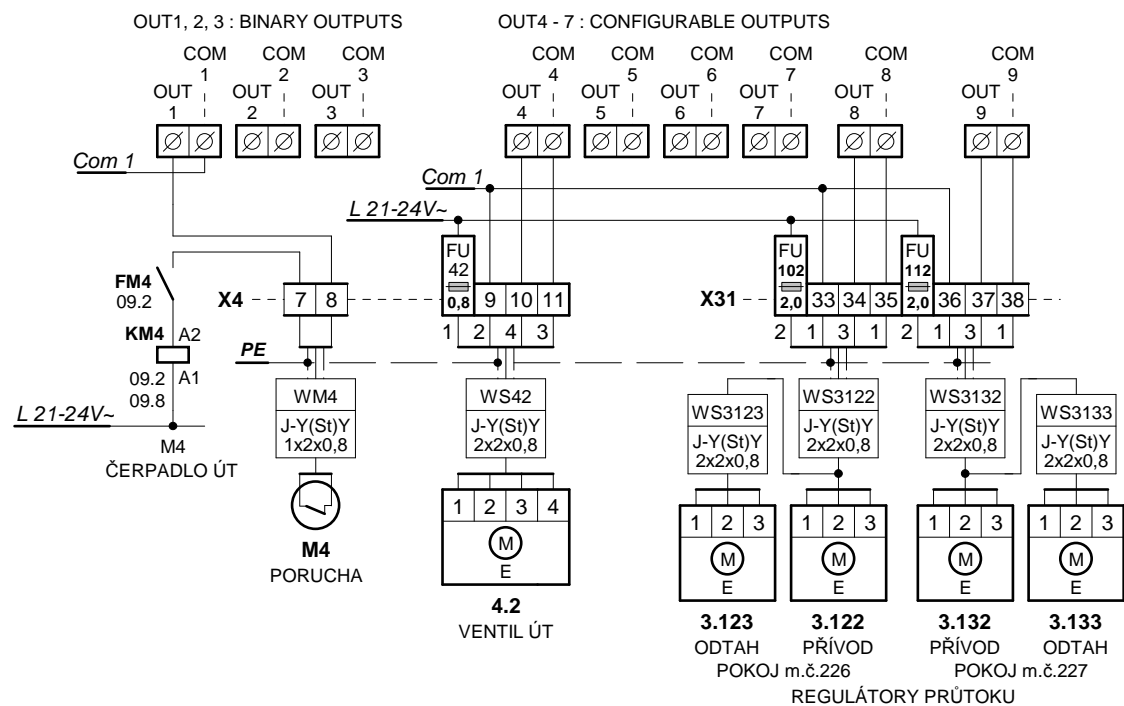 OUT1, 2, 3 : BINARY OUTPUTS
OUT4 - 7 : CONFIGURABLE OUTPUTS
COM COM COM COM COM COM COM COM COM
1 2 3 4 5 6 7 8 9
OUT OUT OUT OUT OUT OUT OUT OUT OUT
1 2 3 4 5 6 7 8 9
Com 1
Com 1
L 21-24V~
FU FU FU
42 102 112
0,8 2,0 2,0
FM4
09.2
X4 7 8 9 10 11
X31 33 34 35 36 37 38
KM4 A2
1 2 4 3 2 1 3 1 2 1 3 1
PE
09.2 A1
09.8
L 21-24V~
M4
ČERPADLO ÚT
WM4
J-Y(St)Y
1x2x0,8
WS42
J-Y(St)Y
2x2x0,8
WS3123
J-Y(St)Y
2x2x0,8
WS3122
J-Y(St)Y
2x2x0,8
WS3132
J-Y(St)Y
2x2x0,8
WS3133
J-Y(St)Y
2x2x0,8
M4
PORUCHA
1 2 3 4
M
E
4.2
VENTIL ÚT
1 2 3 1 2 3 1 2 3 1 2 3
M M M M
E E E E
3.123 3.122 3.132 3.133
ODTAH PŘÍVOD PŘÍVOD ODTAH
POKOJ m.č.226 POKOJ m.č.227
REGULÁTORY PRŮTOKU